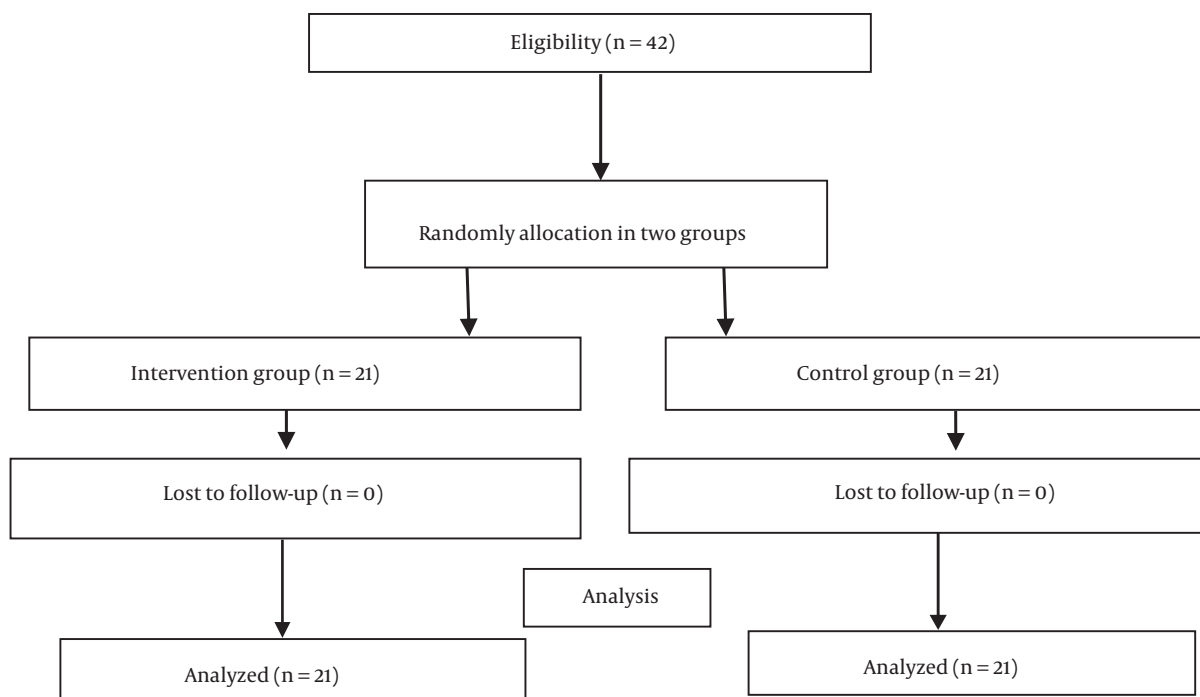 Eligibility (n = 42)
Randomly allocation in two groups
Intervention group (n = 21)
Control group (n = 21)
Lost to follow-up (n = 0)
Lost to follow-up (n = 0)
Analysis
Analyzed (n = 21)
Analyzed (n = 21)